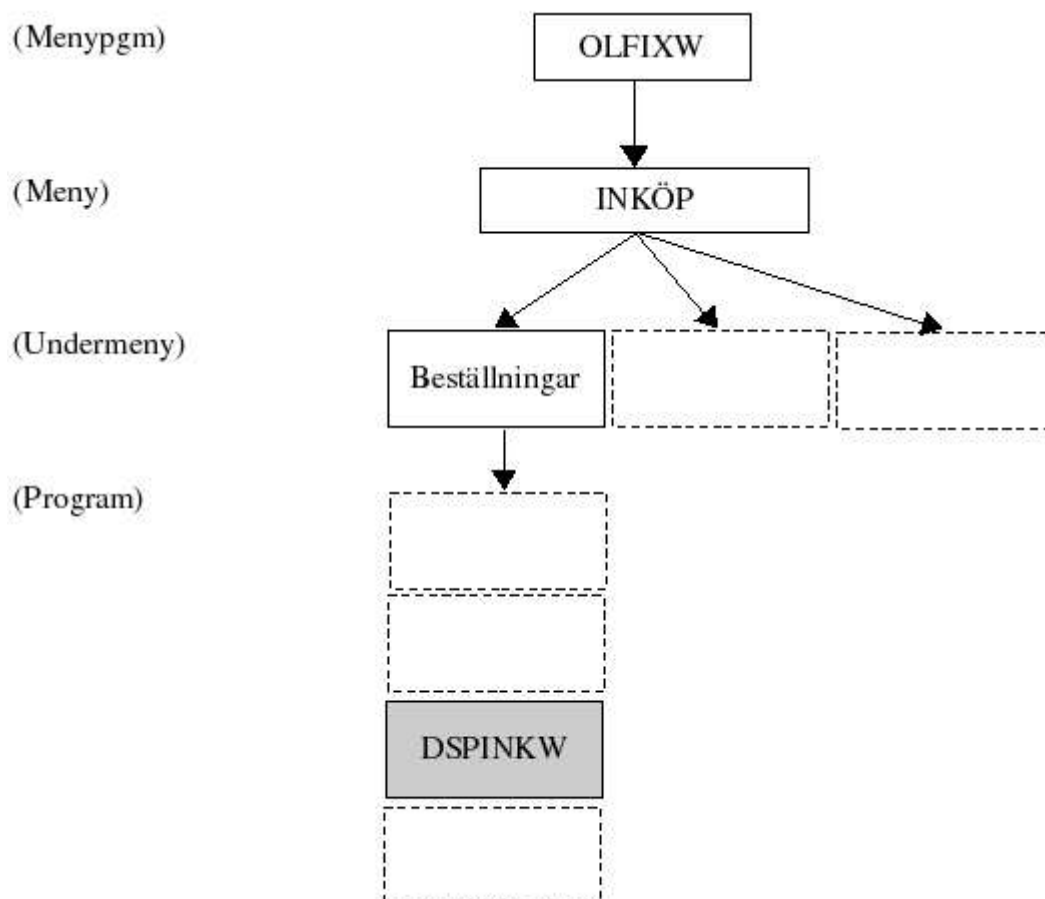 (Menypgm)
OLFIXW
(Meny)
INKÖP
(Undermeny)
Beställningar
(Program)
DSPINKW